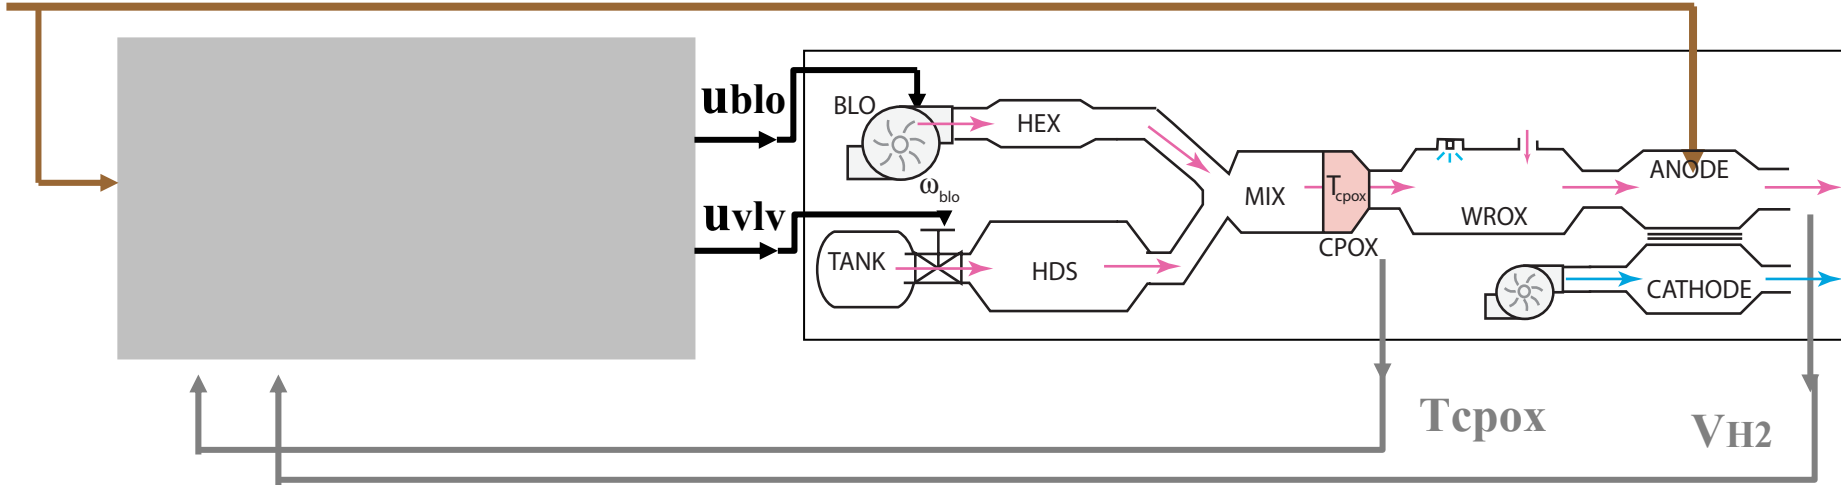 ublo
BLO
HEX
ωblo
uvlv
TANK
HDS
MIX
Tcpox
CPOX
WROX
ANODE
CATHODE
Tcpox
VH2